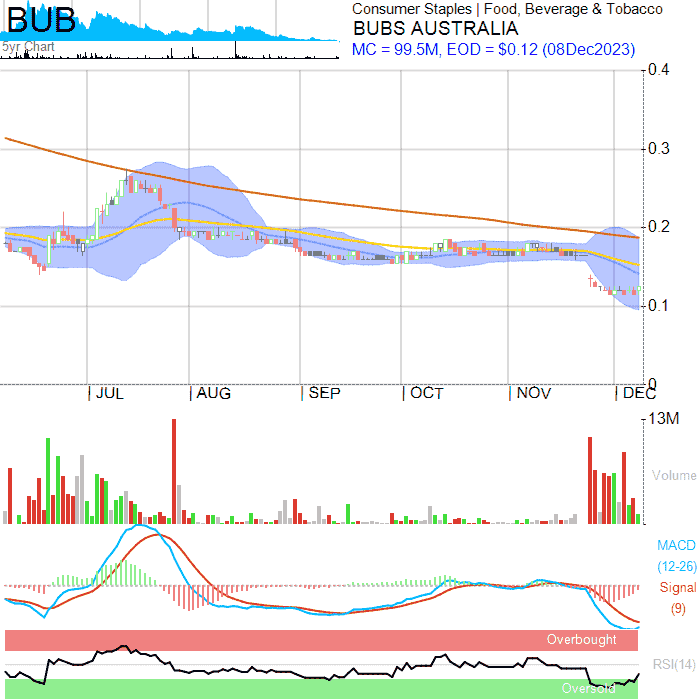 BUB
5yr Chart
Consumer Staples | Food, Beverage & Tobacco
BUBS AUSTRALIA
MC = 99.5M, EOD = $0.12 (08Dec2023)
0.4
0.3
0.2
0.1
0
JUL AUG SEP OCT NOV DEC
13M
Volume
MACD
(12-26)
Signal
(9)
Overbought
RSI(14)
Oversold